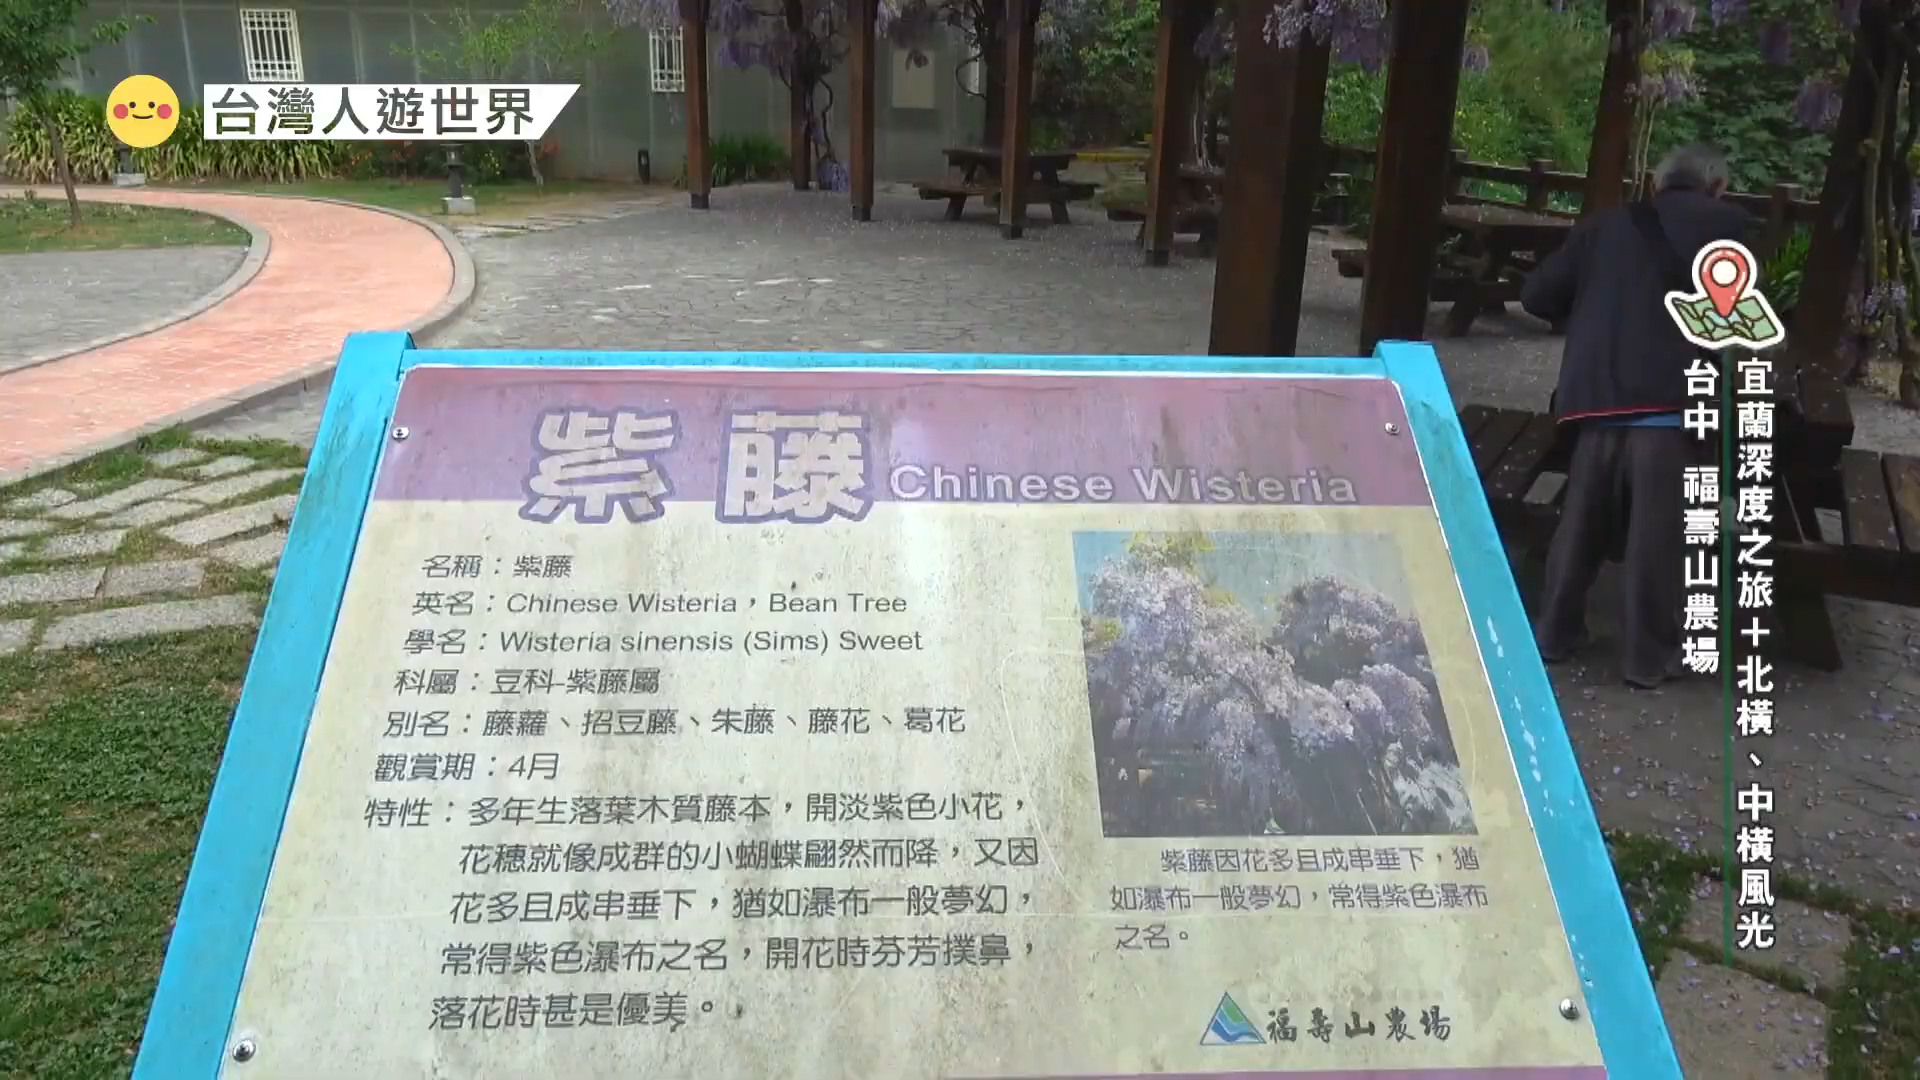 台灣人遊世界
宜蘭深度之旅+北橫、中橫風光
台中 福壽山農場
紫藤 Chinese Wisteria
名稱：紫藤
英名：Chinese Wisteria，Bean Tree
學名：Wisteria sinensis (Sims) Sweet
科屬：豆科-紫藤屬
別名：藤蘿、招豆藤、朱藤、藤花、葛花
觀賞期：4月
特性：多年生落葉木質藤本，開淡紫色小花，
花穗就像成群的小蝴蝶翩然而降，又因
花多且成串垂下，猶如瀑布一般夢幻，
常得紫色瀑布之名，開花時芬芳撲鼻，
落花時甚是優美。
紫藤因花多且成串垂下，猶
如瀑布一般夢幻，常得紫色瀑布
之名。
福壽山農場